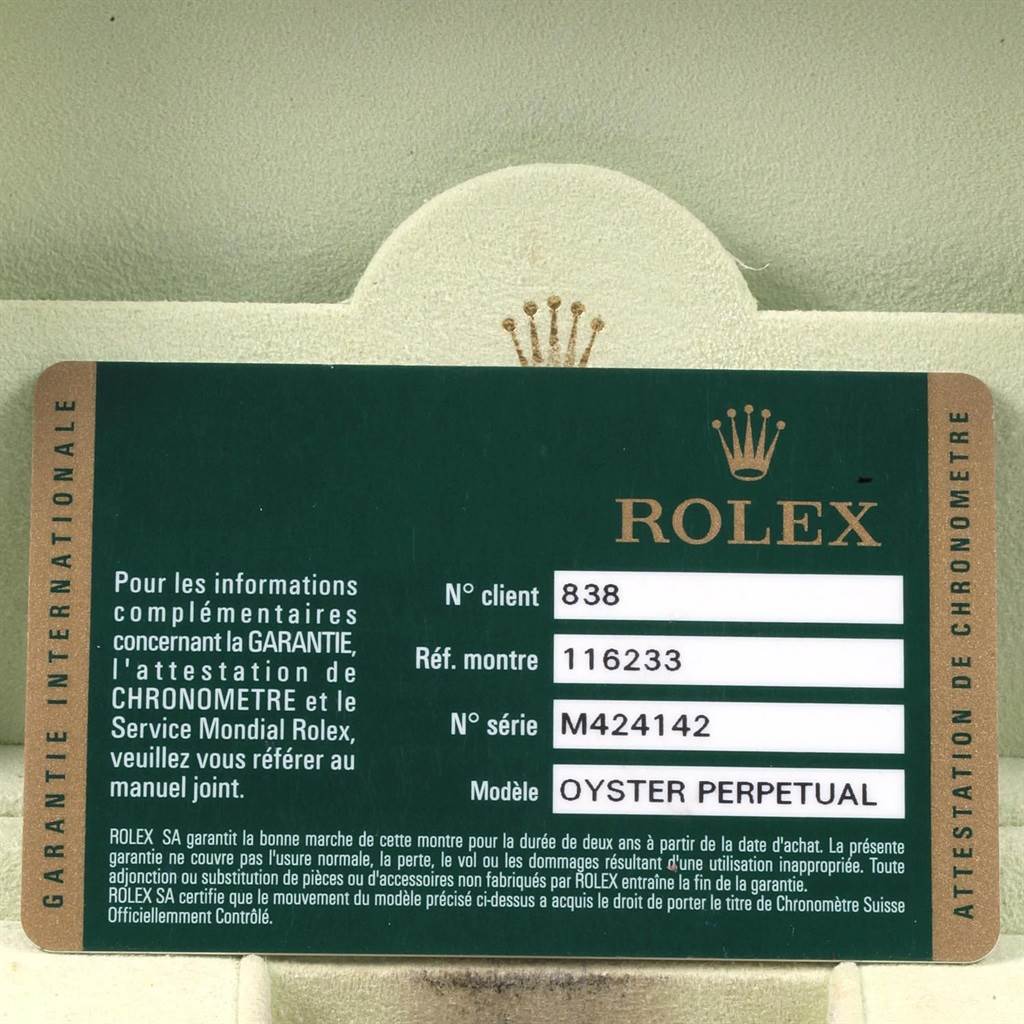 GARANTIE INTERNATIONALE
ROLEX
Pour les informations
complémentaires
concernant la GARANTIE,
l'attestation de
CHRONOMETRE et le
Service Mondial Rolex,
veuillez vous référer au
manuel joint.
N° client 838
Réf. montre 116233
N° série M424142
Modèle OYSTER PERPETUAL
ROLEX SA garantit la bonne marche de cette montre pour la durée de deux ans à partir de la date d'achat. La présente
garantie ne couvre pas l'usure normale, la perte, le vol ou les dommages résultant d'une utilisation inappropriée. Toute
adjonction ou substitution de pièces ou d'accessoires non fabriqués par ROLEX entraîne la fin de la garantie.
ROLEX SA certifie que le mouvement du modèle précisé ci-dessus a acquis le droit de porter le titre de Chronomètre Suisse
Officiellemment Contrôlé.
ATTESTATION DE CHRONOMETRE